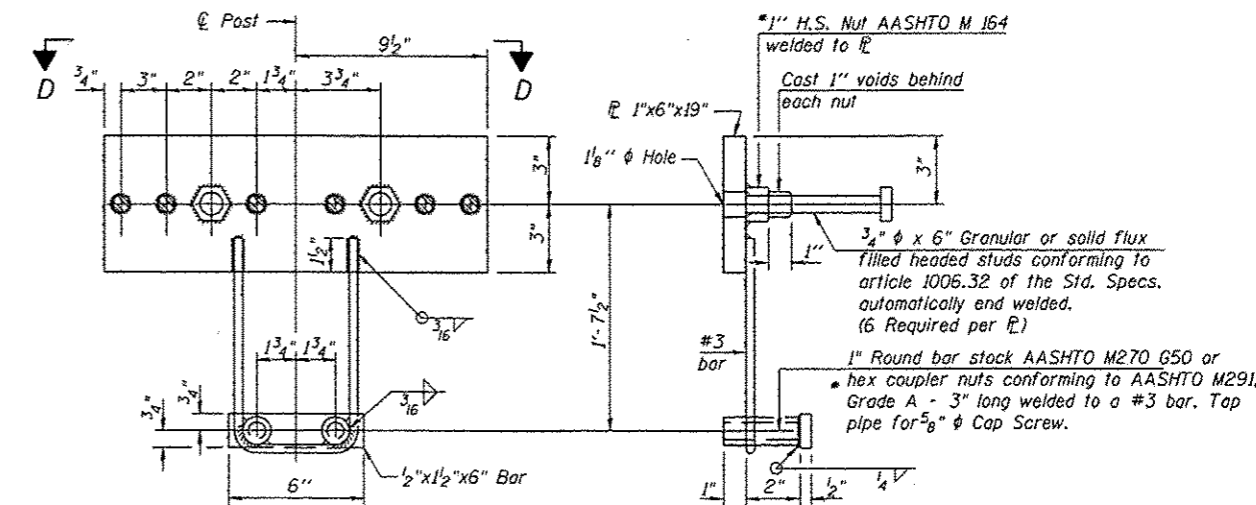 ℄ Post
D
D
9½"
¾"
3"
2"
2"
1¾"
3¾"
3"
3"
1½"
3/16
1'-7½"
1¾"
1¾"
3/16
¾"
¾"
½"x1½"x6" Bar
6"
*1" H.S. Nut AASHTO M 164
welded to ⅊
Cast 1" voids behind
each nut
⅊ 1"x6"x19"
1⅛" ϕ Hole
3"
1"
¾" ϕ x 6" Granular or solid flux
filled headed studs conforming to
article 1006.32 of the Std. Specs.
automatically end welded.
(6 Required per ⅊)
#3
bar
1" Round bar stock AASHTO M270 G50 or
* hex coupler nuts conforming to AASHTO M291,
Grade A - 3" long welded to a #3 bar. Tap
pipe for ⅝" ϕ Cap Screw.
1"
2"
½"
¼